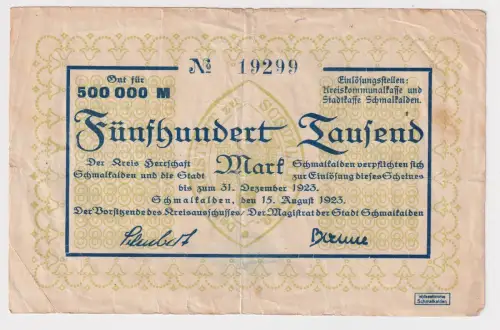 Gut für
500 000 M
№ 19299
Einlösungsstellen:
Kreiskommunalkasse und
Stadtkasse Schmalkalden.
Fünfhundert Tausend
Mark
Der Kreis Herrschaft
Schmalkalden und die Stadt
Schmalkalden verpflichten sich
zur Einlösung dieses Scheines
bis zum 31. Dezember 1923.
Schmalkalden, den 15. August 1923.
Der Vorsitzende des Kreisausschusses / Der Magistrat der Stadt Schmalkalden
Schmalkalden